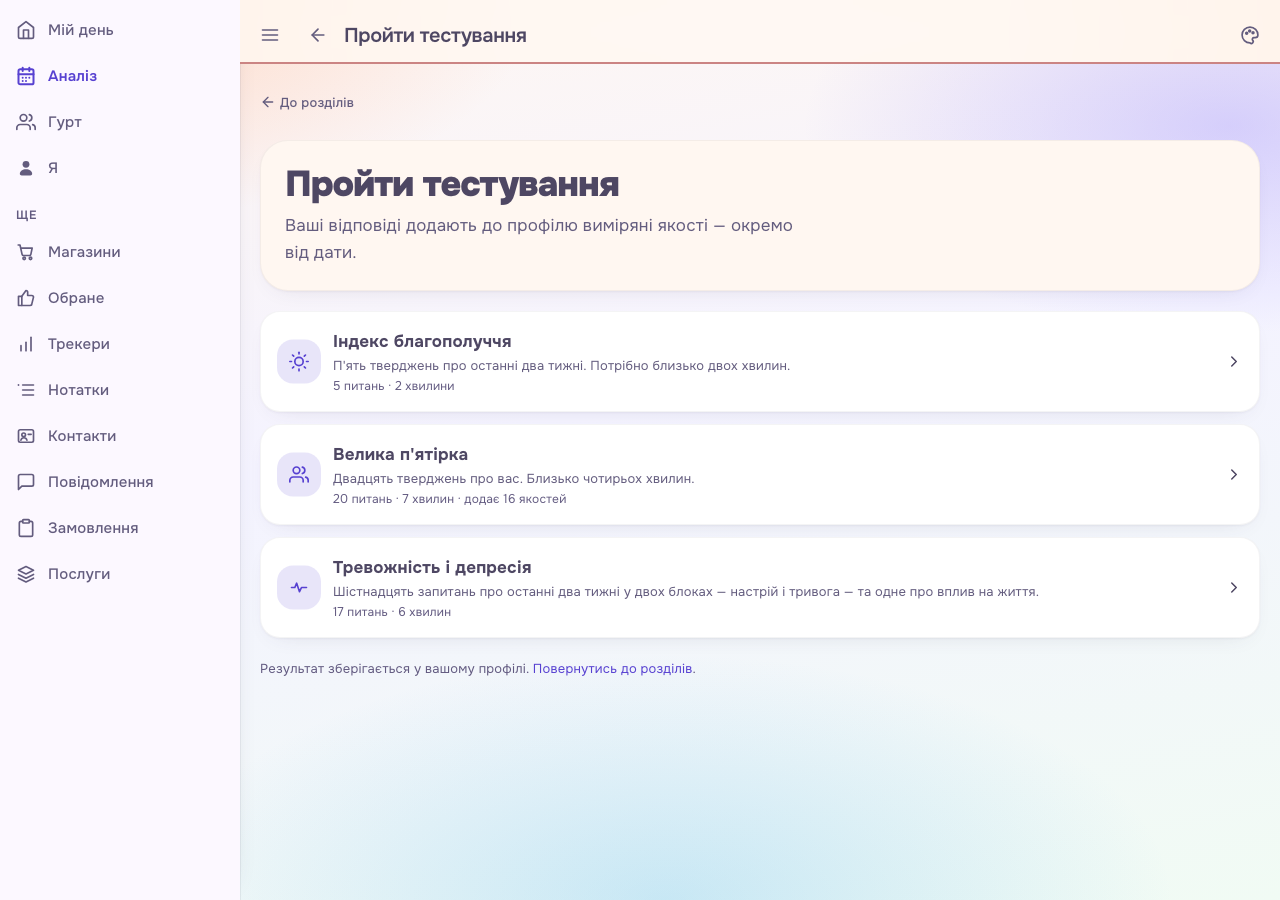 Мій день
Аналіз
Гурт
Я
ЩЕ
Магазини
Обране
Трекери
Нотатки
Контакти
Повідомлення
Замовлення
Послуги
Пройти тестування
До розділів
Пройти тестування
Ваші відповіді додають до профілю виміряні якості — окремо
від дати.
Індекс благополуччя
П'ять тверджень про останні два тижні. Потрібно близько двох хвилин.
5 питань · 2 хвилини
Велика п'ятірка
Двадцять тверджень про вас. Близько чотирьох хвилин.
20 питань · 7 хвилин · додає 16 якостей
Тревожність і депресія
Шістнадцять запитань про останні два тижні у двох блоках — настрій і тривога — та одне про вплив на життя.
17 питань · 6 хвилин
Результат зберігається у вашому профілі. Повернутись до розділів.